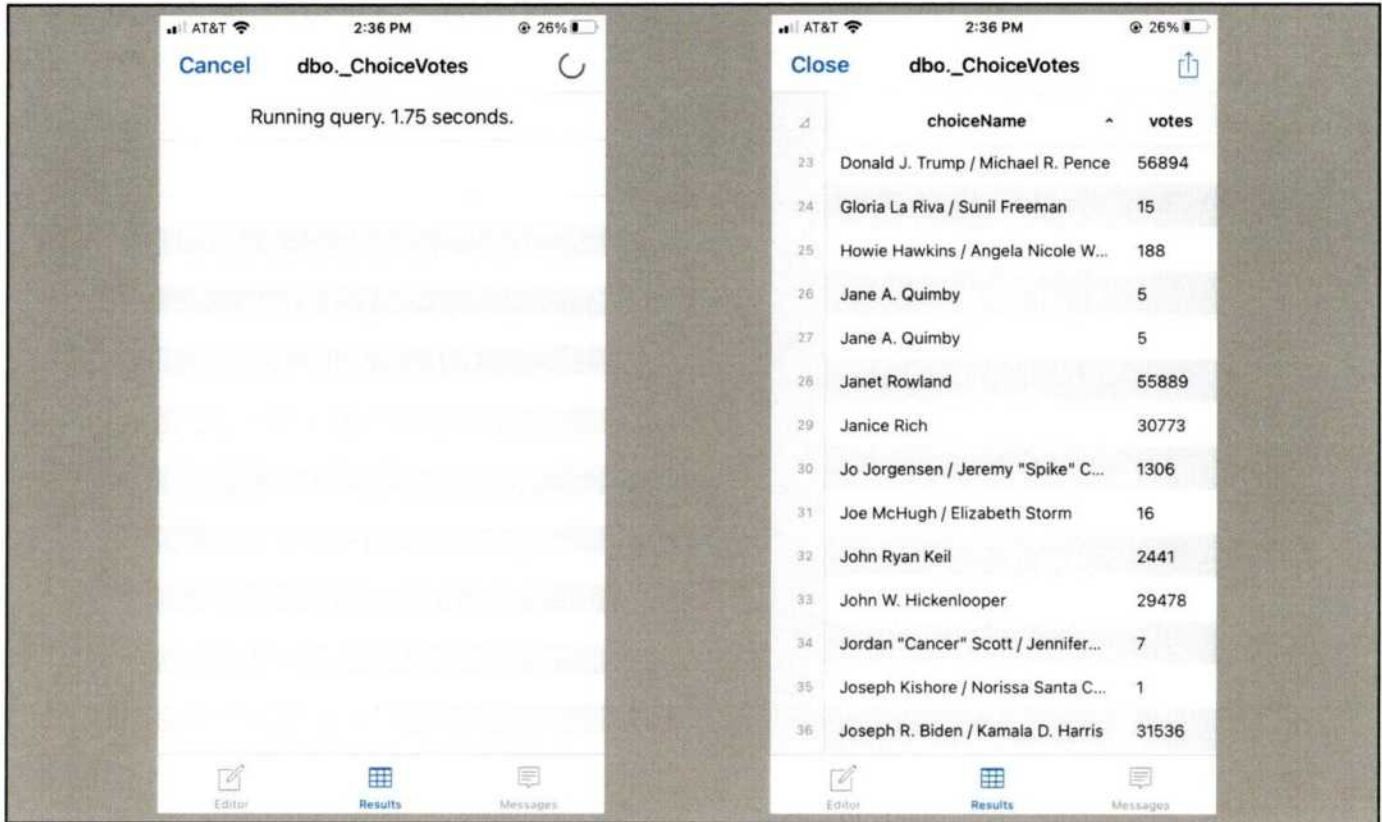 AT&T 2:36 PM 26%
Cancel dbo._ChoiceVotes
Running query. 1.75 seconds.
Editor Results Messages
AT&T 2:36 PM 26%
Close dbo._ChoiceVotes
choiceName votes
23 Donald J. Trump / Michael R. Pence 56894
24 Gloria La Riva / Sunil Freeman 15
25 Howie Hawkins / Angela Nicole W... 188
26 Jane A. Quimby 5
27 Jane A. Quimby 5
28 Janet Rowland 55889
29 Janice Rich 30773
30 Jo Jorgensen / Jeremy "Spike" C... 1306
31 Joe McHugh / Elizabeth Storm 16
32 John Ryan Keil 2441
33 John W. Hickenlooper 29478
34 Jordan "Cancer" Scott / Jennifer... 7
35 Joseph Kishore / Norissa Santa C... 1
36 Joseph R. Biden / Kamala D. Harris 31536
Editor Results Messages